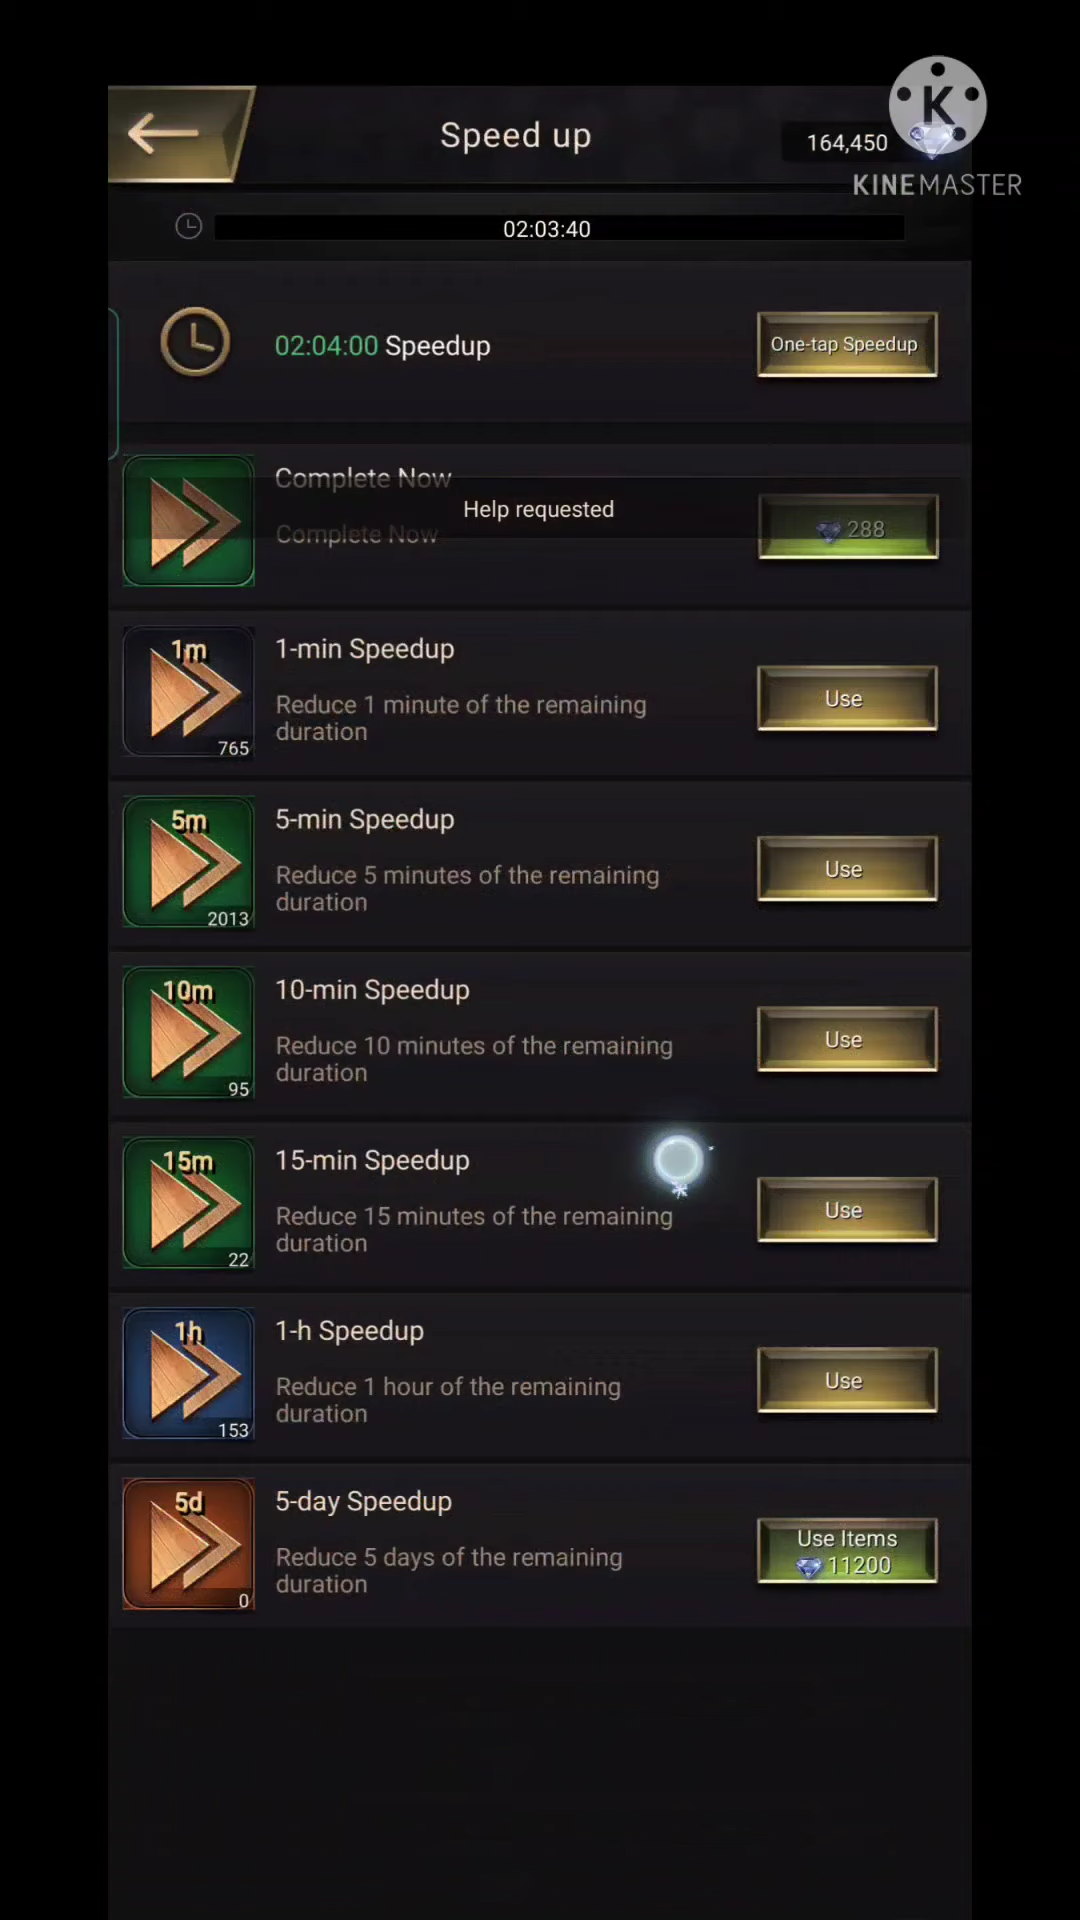 Speed up
164,450
K
KINEMASTER
02:03:40
02:04:00 Speedup
One-tap Speedup
Complete Now
Help requested
Complete Now
288
1m
765
1-min Speedup
Reduce 1 minute of the remaining
duration
Use
5m
2013
5-min Speedup
Reduce 5 minutes of the remaining
duration
Use
10m
95
10-min Speedup
Reduce 10 minutes of the remaining
duration
Use
15m
22
15-min Speedup
Reduce 15 minutes of the remaining
duration
Use
1h
153
1-h Speedup
Reduce 1 hour of the remaining
duration
Use
5d
0
5-day Speedup
Reduce 5 days of the remaining
duration
Use Items
11200